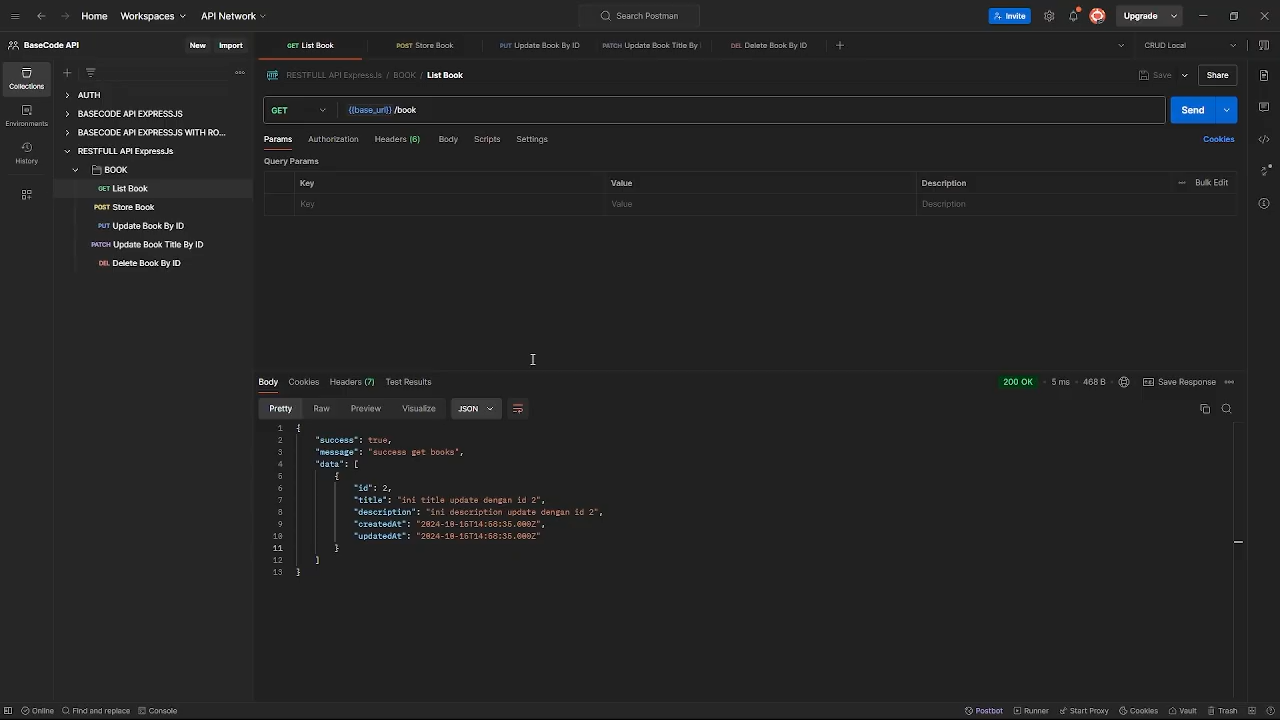 Home Workspaces API Network Search Postman Invite Upgrade
BaseCode API New Import GET List Book POST Store Book PUT Update Book By ID PATCH Update Book Title By DEL Delete Book By ID CRUD Local
Collections
Environments
History
AUTH
BASECODE API EXPRESSJS
BASECODE API EXPRESSJS WITH RO...
RESTFULL API ExpressJs
BOOK
GET List Book
POST Store Book
PUT Update Book By ID
PATCH Update Book Title By ID
DEL Delete Book By ID
HTTP RESTFULL API ExpressJs / BOOK / List Book Save Share
GET {{base_url}} /book Send
Params Authorization Headers (6) Body Scripts Settings Cookies
Query Params
Key Value Description Bulk Edit
Key Value Description
Body Cookies Headers (7) Test Results 200 OK 5 ms 468 B Save Response
Pretty Raw Preview Visualize JSON
1 {
2 "success": true,
3 "message": "success get books",
4 "data": [
5 {
6 "id": 2,
7 "title": "ini title update dengan id 2",
8 "description": "ini description update dengan id 2",
9 "createdAt": "2024-10-15T14:58:35.000Z",
10 "updatedAt": "2024-10-15T14:58:35.000Z"
11 }
12 ]
13 }
Online Find and replace Console Postbot Runner Start Proxy Cookies Vault Trash